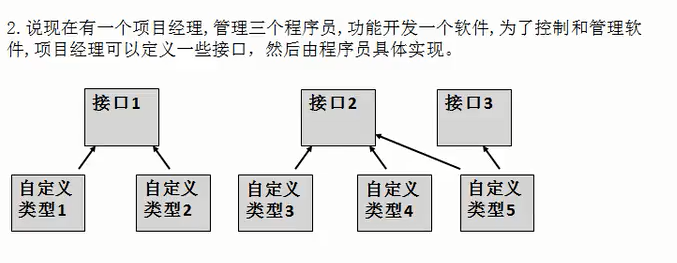 2.说现在有一个项目经理,管理三个程序员,功能开发一个软件,为了控制和管理软
件,项目经理可以定义一些接口，然后由程序员具体实现。
接口1
接口2
接口3
自定义
类型1
自定义
类型2
自定义
类型3
自定义
类型4
自定义
类型5